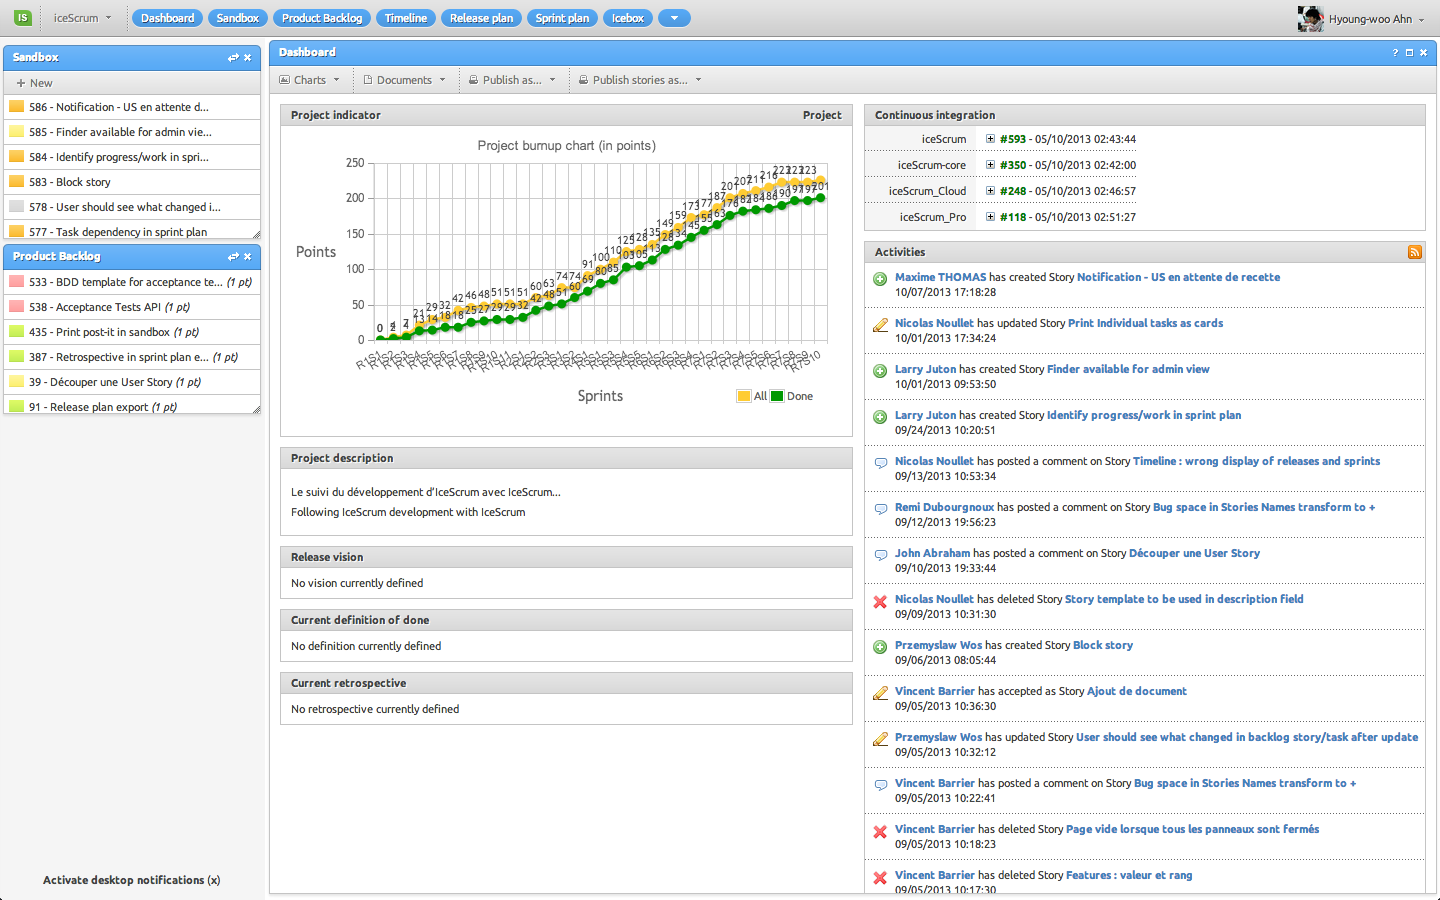 iS
iceScrum
Dashboard
Sandbox
Product Backlog
Timeline
Release plan
Sprint plan
Icebox
Hyoung-woo Ahn
Sandbox
+ New
586 - Notification - US en attente d...
585 - Finder available for admin vie...
584 - Identify progress/work in spri...
583 - Block story
578 - User should see what changed i...
577 - Task dependency in sprint plan
Product Backlog
533 - BDD template for acceptance te... (1 pt)
538 - Acceptance Tests API (1 pt)
435 - Print post-it in sandbox (1 pt)
387 - Retrospective in sprint plan e... (1 pt)
39 - Découper une User Story (1 pt)
91 - Release plan export (1 pt)
Activate desktop notifications (x)
Dashboard
?
Charts
Documents
Publish as...
Publish stories as...
Project indicator
Project
Project burnup chart (in points)
Points
250
200
150
100
50
0
Sprints
All
Done
Project description
Le suivi du développement d'IceScrum avec IceScrum...
Following IceScrum development with IceScrum
Release vision
No vision currently defined
Current definition of done
No definition currently defined
Current retrospective
No retrospective currently defined
Continuous integration
iceScrum #593 - 05/10/2013 02:43:44
iceScrum-core #350 - 05/10/2013 02:42:00
iceScrum_Cloud #248 - 05/10/2013 02:46:57
iceScrum_Pro #118 - 05/10/2013 02:51:27
Activities
Maxime THOMAS has created Story Notification - US en attente de recette
10/07/2013 17:18:28
Nicolas Noullet has updated Story Print Individual tasks as cards
10/01/2013 17:34:24
Larry Juton has created Story Finder available for admin view
10/01/2013 09:53:50
Larry Juton has created Story Identify progress/work in sprint plan
09/24/2013 10:20:51
Nicolas Noullet has posted a comment on Story Timeline : wrong display of releases and sprints
09/13/2013 10:53:34
Remi Dubourgnoux has posted a comment on Story Bug space in Stories Names transform to +
09/12/2013 19:56:23
John Abraham has posted a comment on Story Découper une User Story
09/10/2013 19:33:44
Nicolas Noullet has deleted Story Story template to be used in description field
09/09/2013 10:31:30
Przemyslaw Wos has created Story Block story
09/06/2013 08:05:44
Vincent Barrier has accepted as Story Ajout de document
09/05/2013 10:36:30
Przemyslaw Wos has updated Story User should see what changed in backlog story/task after update
09/05/2013 10:32:12
Vincent Barrier has posted a comment on Story Bug space in Stories Names transform to +
09/05/2013 10:22:41
Vincent Barrier has deleted Story Page vide lorsque tous les panneaux sont fermés
09/05/2013 10:18:23
Vincent Barrier has deleted Story Features : valeur et rang
09/05/2013 10:17:30